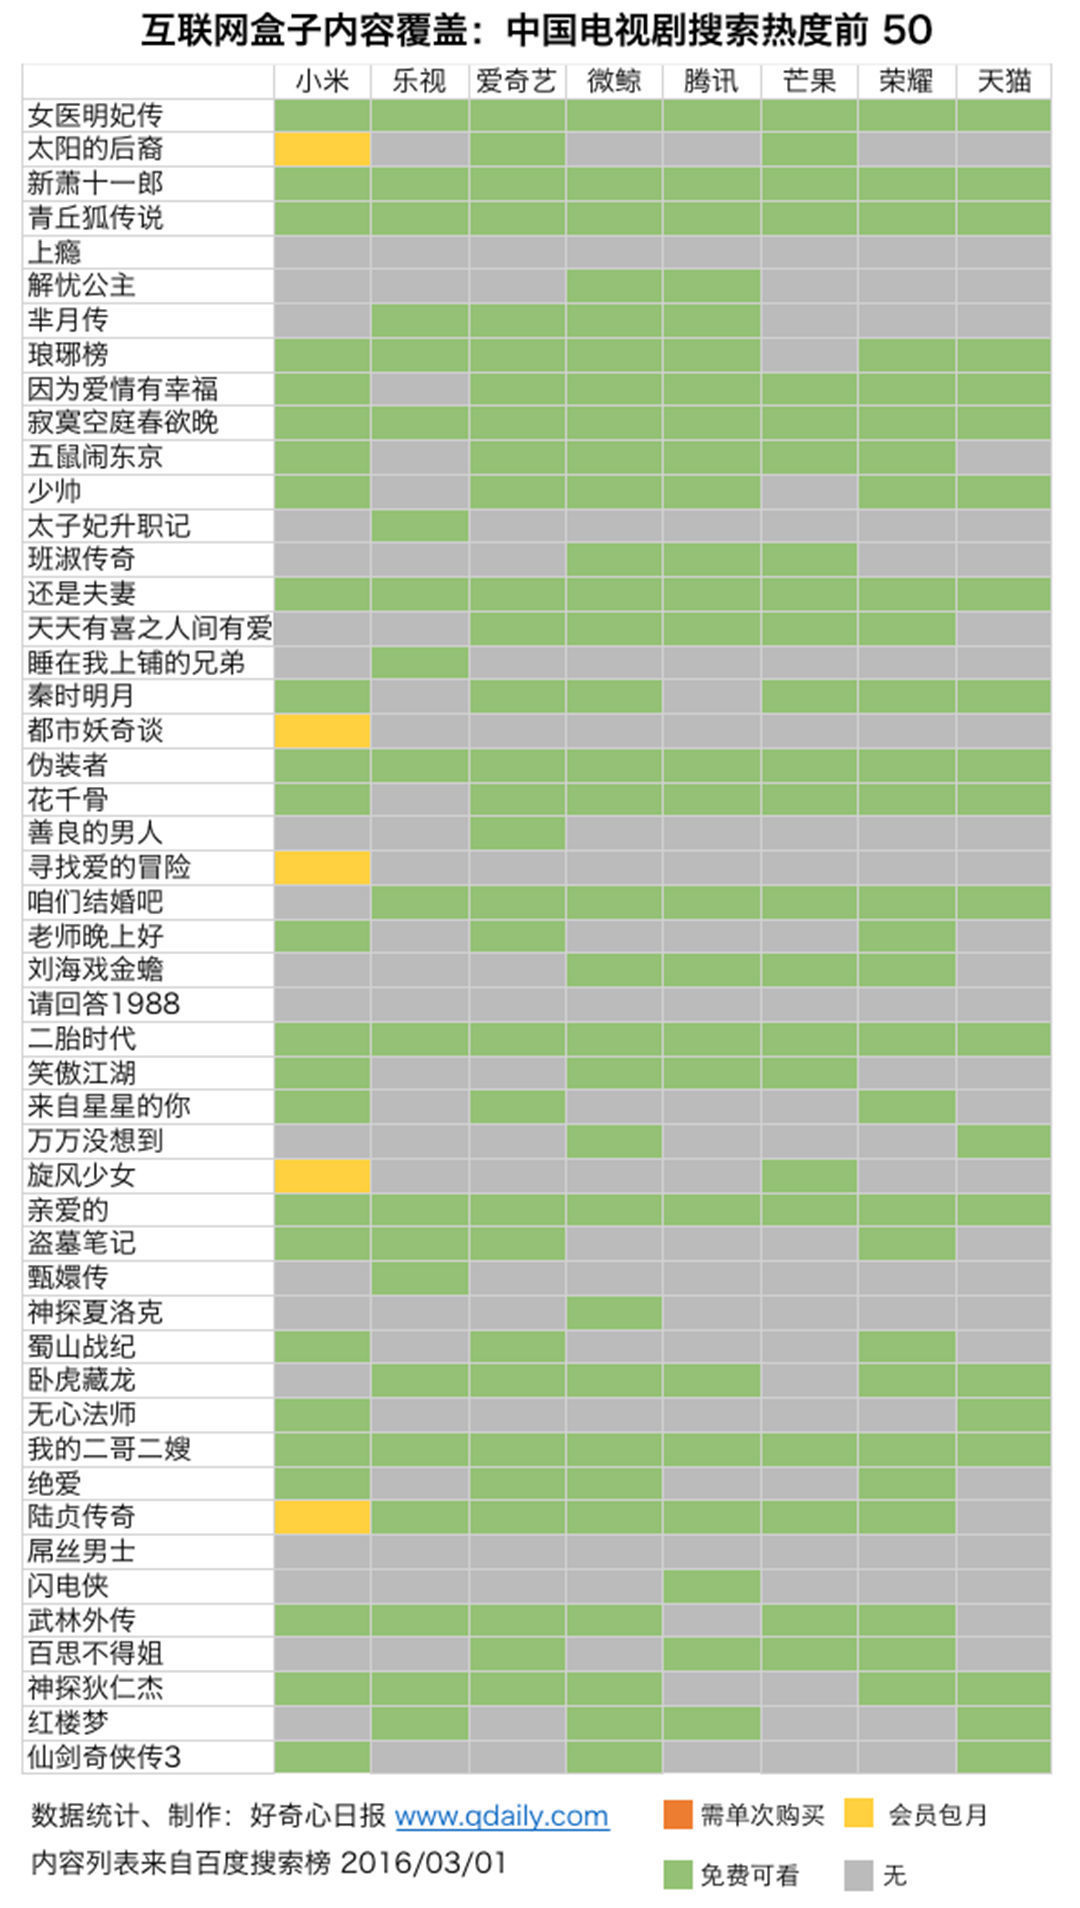 互联网盒子内容覆盖：中国电视剧搜索热度前 50
小米 乐视 爱奇艺 微鲸 腾讯 芒果 荣耀 天猫
女医明妃传
太阳的后裔
新萧十一郎
青丘狐传说
上瘾
解忧公主
芈月传
琅琊榜
因为爱情有幸福
寂寞空庭春欲晚
五鼠闹东京
少帅
太子妃升职记
班淑传奇
还是夫妻
天天有喜之人间有爱
睡在我上铺的兄弟
秦时明月
都市妖奇谈
伪装者
花千骨
善良的男人
寻找爱的冒险
咱们结婚吧
老师晚上好
刘海戏金蟾
请回答1988
二胎时代
笑傲江湖
来自星星的你
万万没想到
旋风少女
亲爱的
盗墓笔记
甄嬛传
神探夏洛克
蜀山战纪
卧虎藏龙
无心法师
我的二哥二嫂
绝爱
陆贞传奇
屌丝男士
闪电侠
武林外传
百思不得姐
神探狄仁杰
红楼梦
仙剑奇侠传3
数据统计、制作：好奇心日报 www.qdaily.com
内容列表来自百度搜索榜 2016/03/01
需单次购买 会员包月
免费可看 无